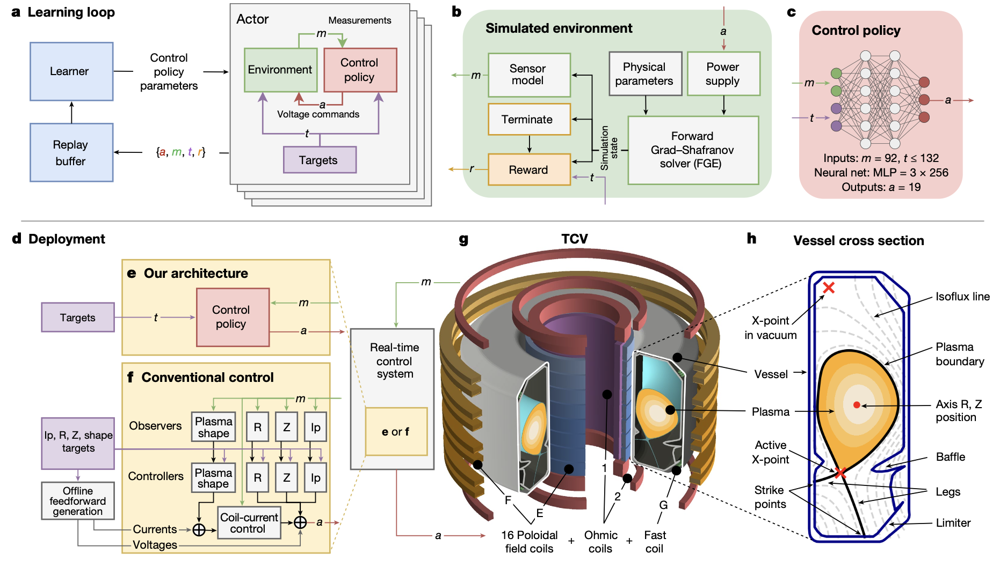 a Learning loop
Learner
Control
policy
parameters
Replay
buffer
{a, m, t, r}
Actor
Measurements
m
Environment
Control
policy
a
Voltage commands
t
Targets
b
Simulated environment
a
m
Sensor
model
Physical
parameters
Power
supply
Terminate
Simulation
state
Forward
Grad–Shafranov
solver (FGE)
r
Reward
t
c
Control policy
m
t
a
Inputs: m = 92, t ≤ 132
Neural net: MLP = 3 × 256
Outputs: a = 19
d Deployment
e Our architecture
Targets
t
Control
policy
m
a
f Conventional control
m
Observers
Plasma
shape
R
Z
Ip
Ip, R, Z, shape
targets
Controllers
Plasma
shape
R
Z
Ip
Offline
feedforward
generation
Coil-current
control
a
Currents
Voltages
m
Real-time
control
system
e or f
a
g
TCV
1
2
F
E
G
16 Poloidal
field coils
+
Ohmic
coils
+
Fast
coil
h
Vessel cross section
X-point
in vacuum
Isoflux line
Plasma
boundary
Vessel
Plasma
Axis R, Z
position
Active
X-point
Baffle
Strike
points
Legs
Limiter